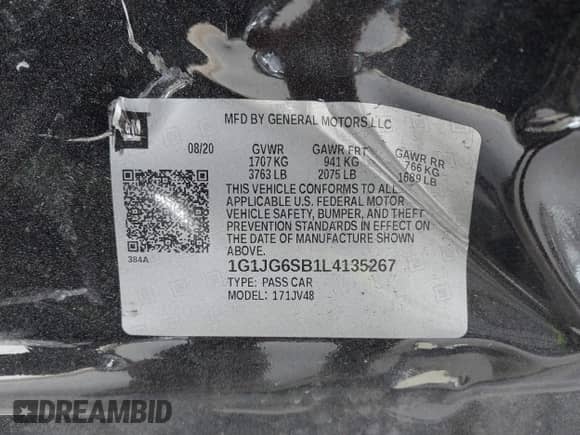 MFD BY GENERAL MOTORS LLC
08/20 GVWR GAWR FRT GAWR RR
1707 KG 941 KG 766 KG
3763 LB 2075 LB 1689 LB
THIS VEHICLE CONFORMS TO ALL
APPLICABLE U.S. FEDERAL MOTOR
VEHICLE SAFETY, BUMPER, AND THEFT
PREVENTION STANDARDS IN EFFECT ON
THE DATE OF MANUFACTURE SHOWN
ABOVE.
384A
1G1JG6SB1L4135267
TYPE: PASS CAR
MODEL: 171JV48
DREAMBID